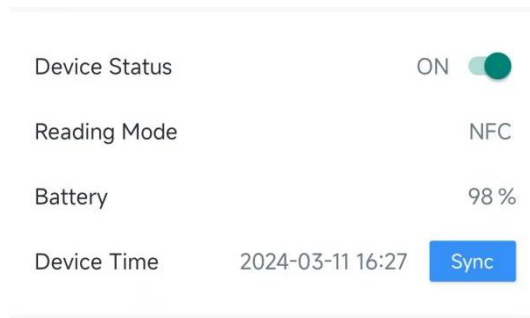 Device Status ON
Reading Mode NFC
Battery 98 %
Device Time 2024-03-11 16:27 Sync